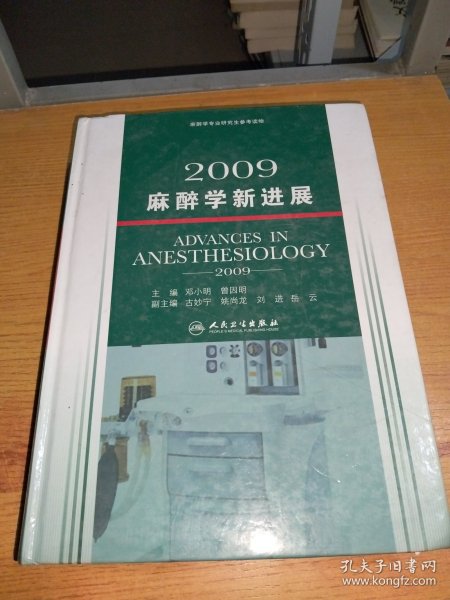 麻醉学专业研究生参考读物
2009
麻醉学新进展
ADVANCES IN
ANESTHESIOLOGY
2009
主 编 邓小明 曾因明
副主编 古妙宁 姚尚龙 刘 进 岳 云
人民卫生出版社
PEOPLE'S MEDICAL PUBLISHING HOUSE
孔夫子旧书网
www.kongfz.com